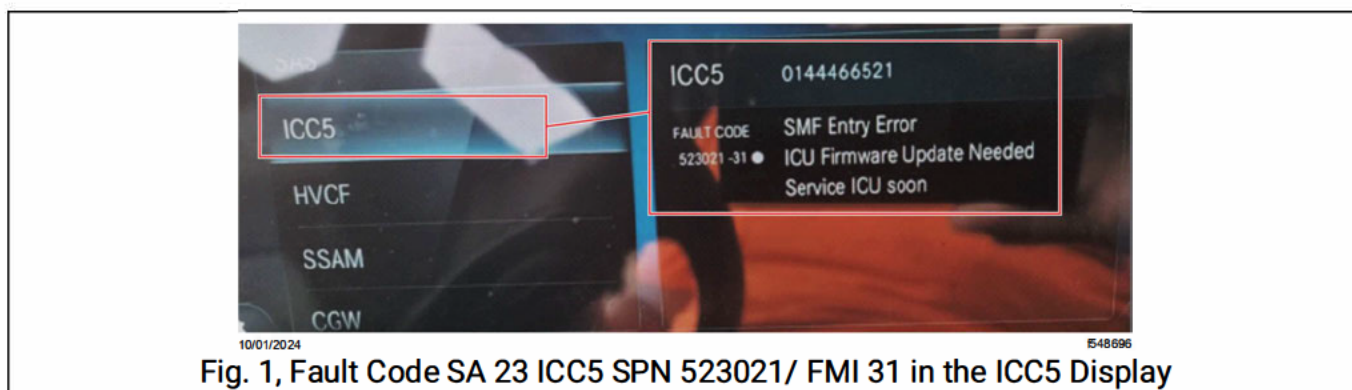 SAS
ICC5
HVCF
SSAM
CGW
ICC5 0144466521
FAULT CODE SMF Entry Error
523021 -31 ICU Firmware Update Needed
Service ICU soon
10/01/2024
f548696
Fig. 1, Fault Code SA 23 ICC5 SPN 523021/ FMI 31 in the ICC5 Display